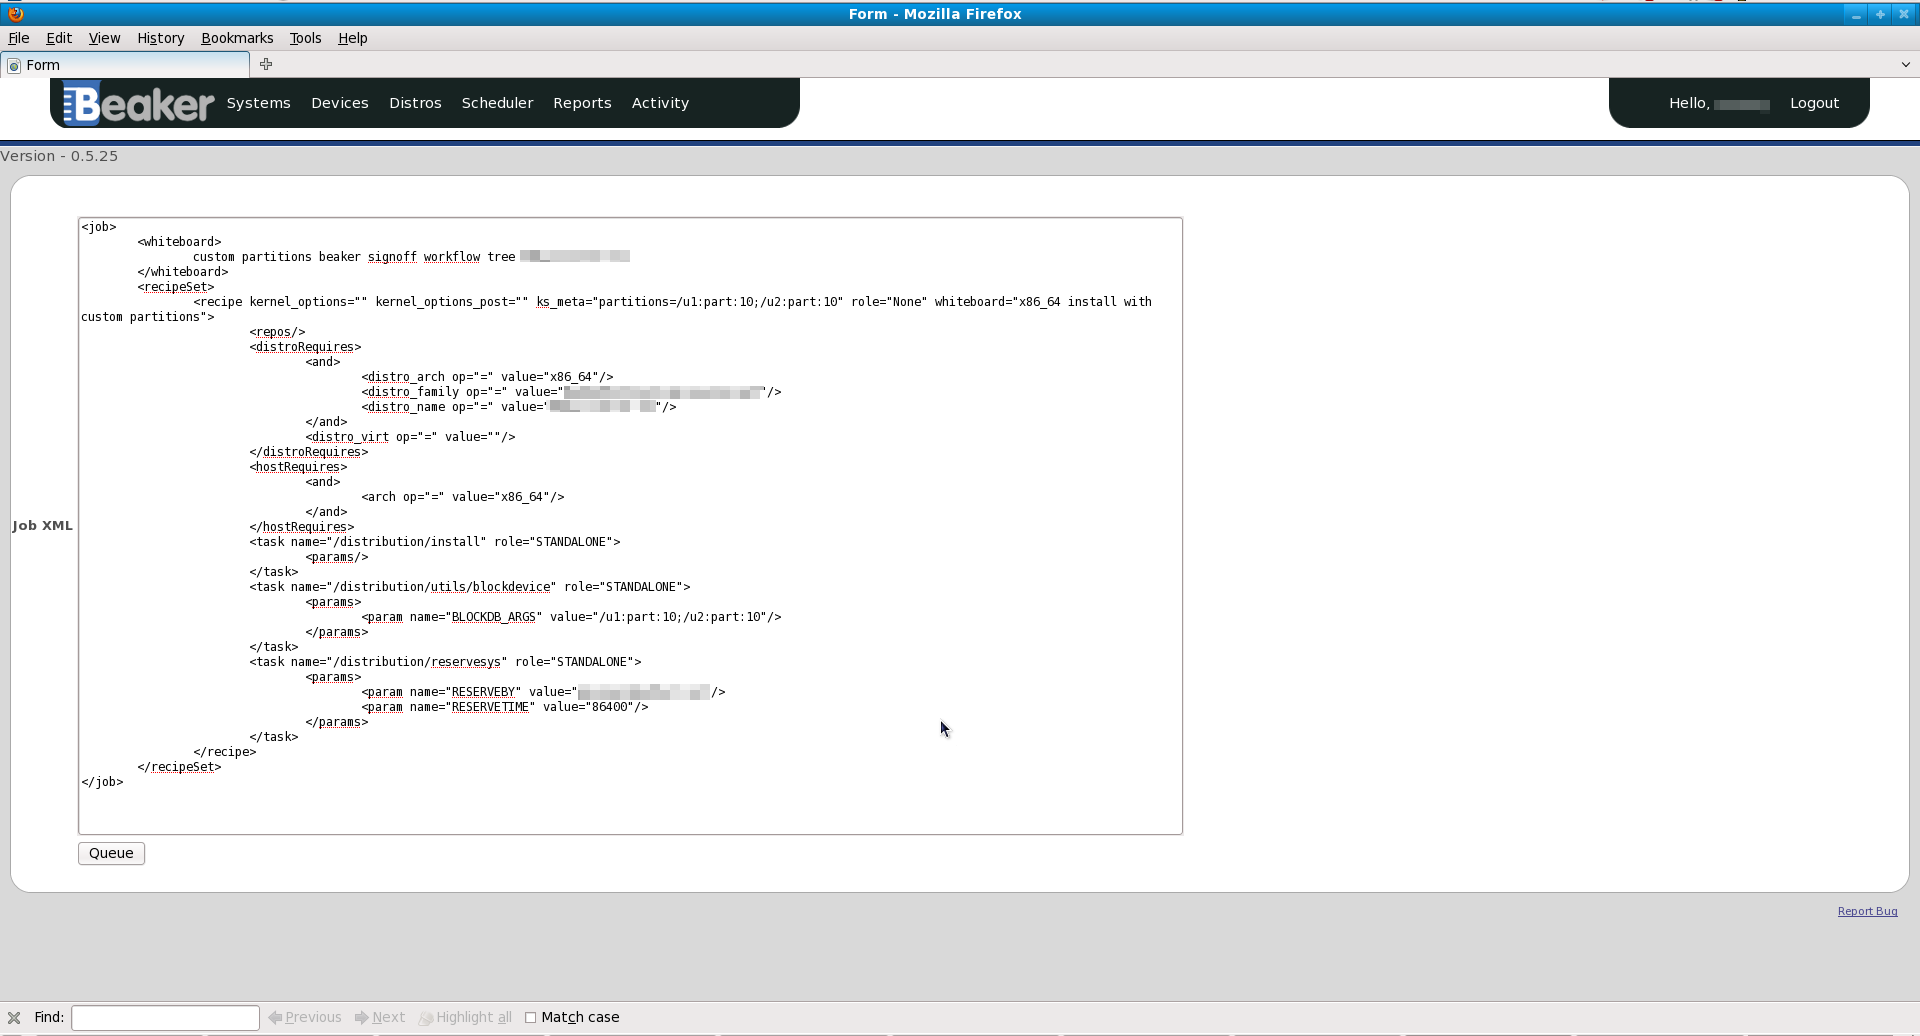 Form - Mozilla Firefox
File Edit View History Bookmarks Tools Help
Form
Beaker Systems Devices Distros Scheduler Reports Activity Hello, Logout
Version - 0.5.25
Job XML
<job>
<whiteboard>
custom partitions beaker signoff workflow tree
</whiteboard>
<recipeSet>
<recipe kernel_options="" kernel_options_post="" ks_meta="partitions=/u1:part:10;/u2:part:10" role="None" whiteboard="x86_64 install with
custom partitions">
<repos/>
<distroRequires>
<and>
<distro_arch op="=" value="x86_64"/>
<distro_family op="=" value=""/>
<distro_name op="=" value=""/>
</and>
<distro_virt op="=" value=""/>
</distroRequires>
<hostRequires>
<and>
<arch op="=" value="x86_64"/>
</and>
</hostRequires>
<task name="/distribution/install" role="STANDALONE">
<params/>
</task>
<task name="/distribution/utils/blockdevice" role="STANDALONE">
<params>
<param name="BLOCKDB_ARGS" value="/u1:part:10;/u2:part:10"/>
</params>
</task>
<task name="/distribution/reservesys" role="STANDALONE">
<params>
<param name="RESERVEBY" value="/>
<param name="RESERVETIME" value="86400"/>
</params>
</task>
</recipe>
</recipeSet>
</job>
Queue
Report Bug
Find: Previous Next Highlight all Match case